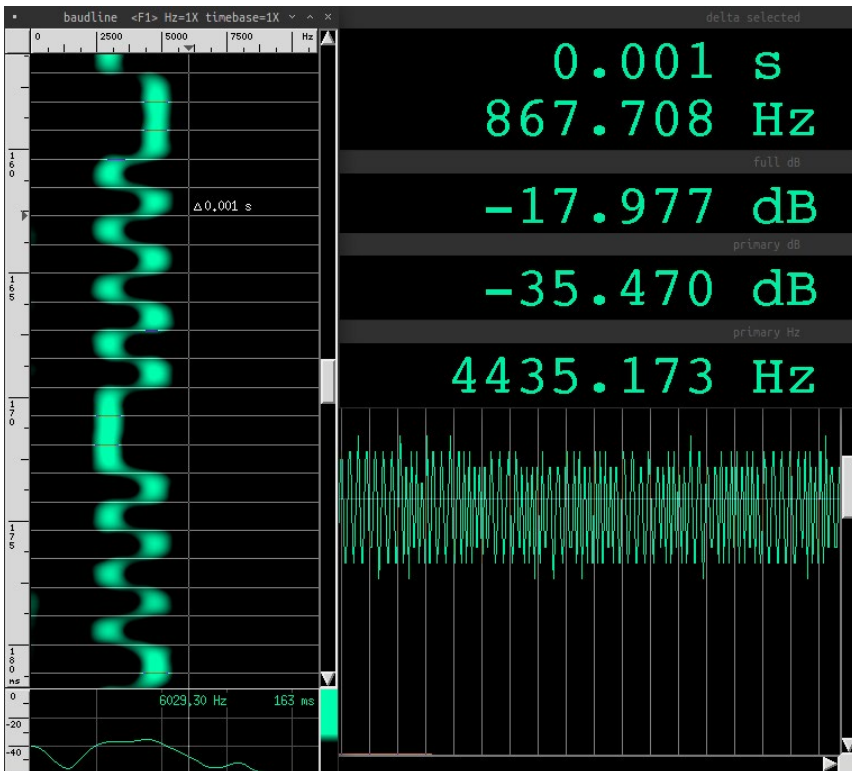 baudline <F1> Hz=1X timebase=1X
0 2500 5000 7500 Hz
160
165
170
175
180
ms
Δ0.001 s
6029.30 Hz 163 ms
0
-20
-40
delta selected
0.001 s
867.708 Hz
full dB
-17.977 dB
primary dB
-35.470 dB
primary Hz
4435.173 Hz